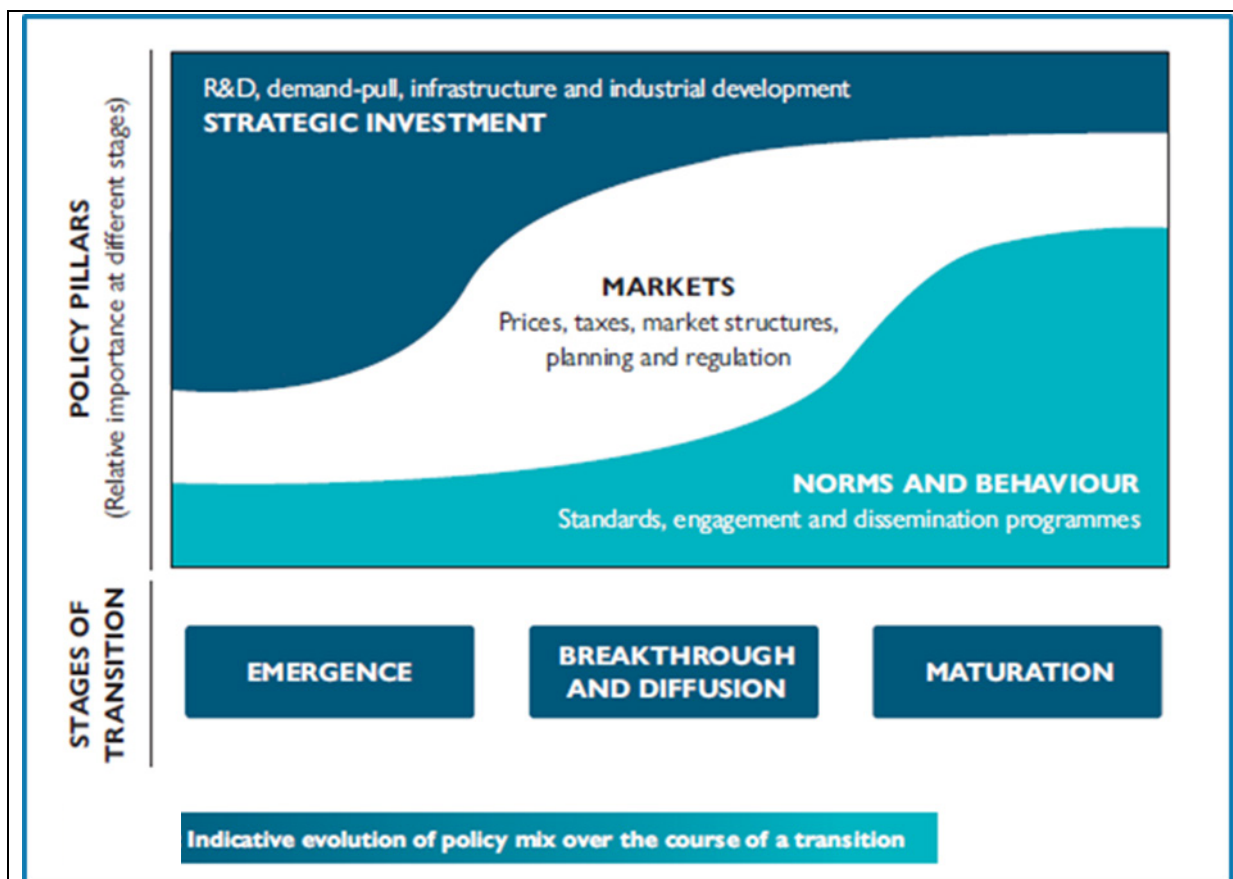 POLICY PILLARS
(Relative importance at different stages)
R&D, demand-pull, infrastructure and industrial development
STRATEGIC INVESTMENT
MARKETS
Prices, taxes, market structures,
planning and regulation
NORMS AND BEHAVIOUR
Standards, engagement and dissemination programmes
STAGES OF
TRANSITION
EMERGENCE
BREAKTHROUGH
AND DIFFUSION
MATURATION
Indicative evolution of policy mix over the course of a transition